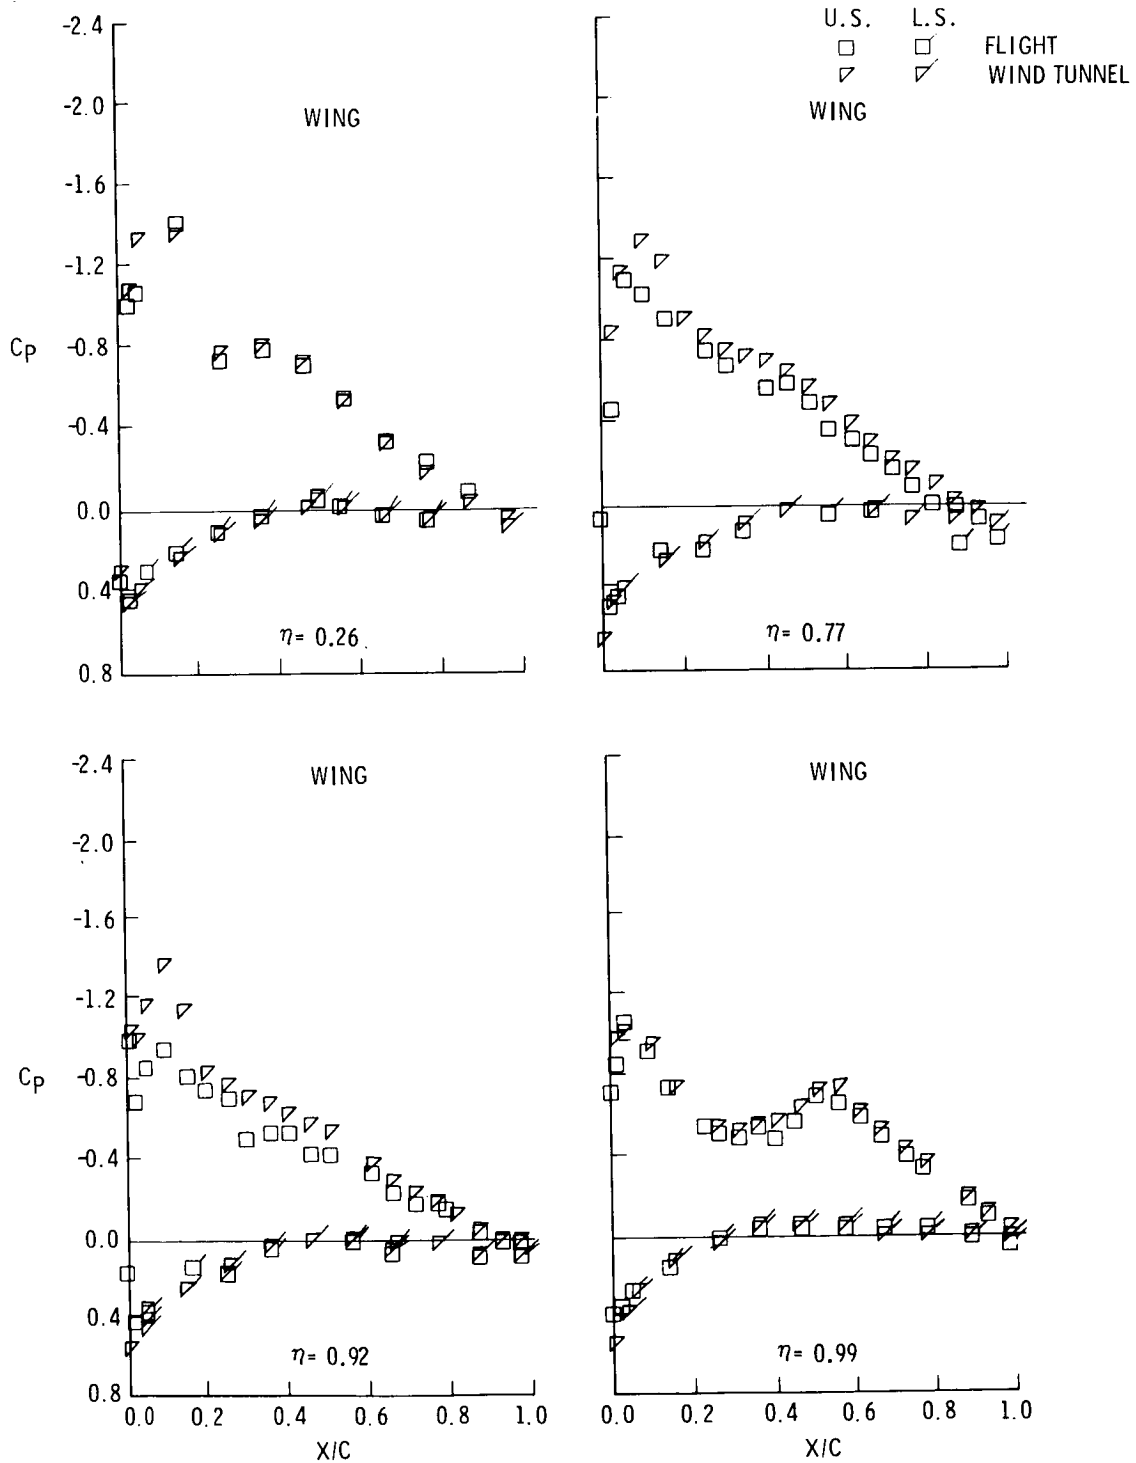 U.S. L.S.
FLIGHT
WIND TUNNEL
-2.4
-2.0
-1.6
-1.2
-0.8
-0.4
0.0
0.4
0.8
CP
WING
η= 0.26
WING
η= 0.77
-2.4
-2.0
-1.6
-1.2
-0.8
-0.4
0.0
0.4
0.8
CP
WING
η= 0.92
0.0 0.2 0.4 0.6 0.8 1.0
X/C
WING
η= 0.99
0.0 0.2 0.4 0.6 0.8 1.0
X/C